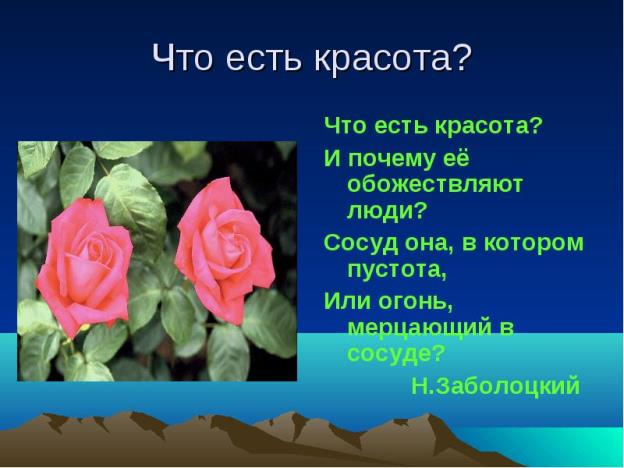 Что есть красота?
Что есть красота?
И почему её
обожествляют
люди?
Сосуд она, в котором
пустота,
Или огонь,
мерцающий в
сосуде?
Н.Заболоцкий